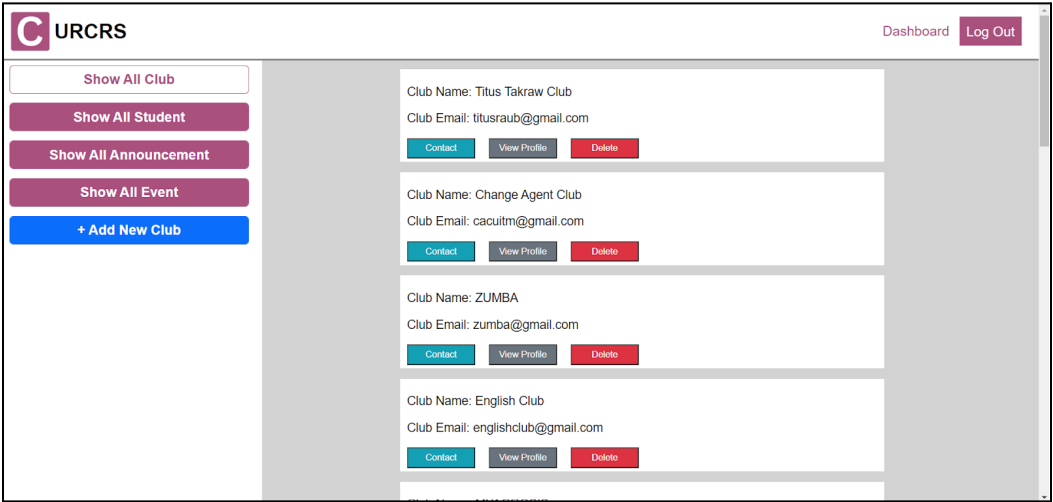 C URCRS
Dashboard Log Out
Show All Club
Show All Student
Show All Announcement
Show All Event
+ Add New Club
Club Name: Titus Takraw Club
Club Email: titusraub@gmail.com
Contact View Profile Delete
Club Name: Change Agent Club
Club Email: cacuitm@gmail.com
Contact View Profile Delete
Club Name: ZUMBA
Club Email: zumba@gmail.com
Contact View Profile Delete
Club Name: English Club
Club Email: englishclub@gmail.com
Contact View Profile Delete
Club Name: